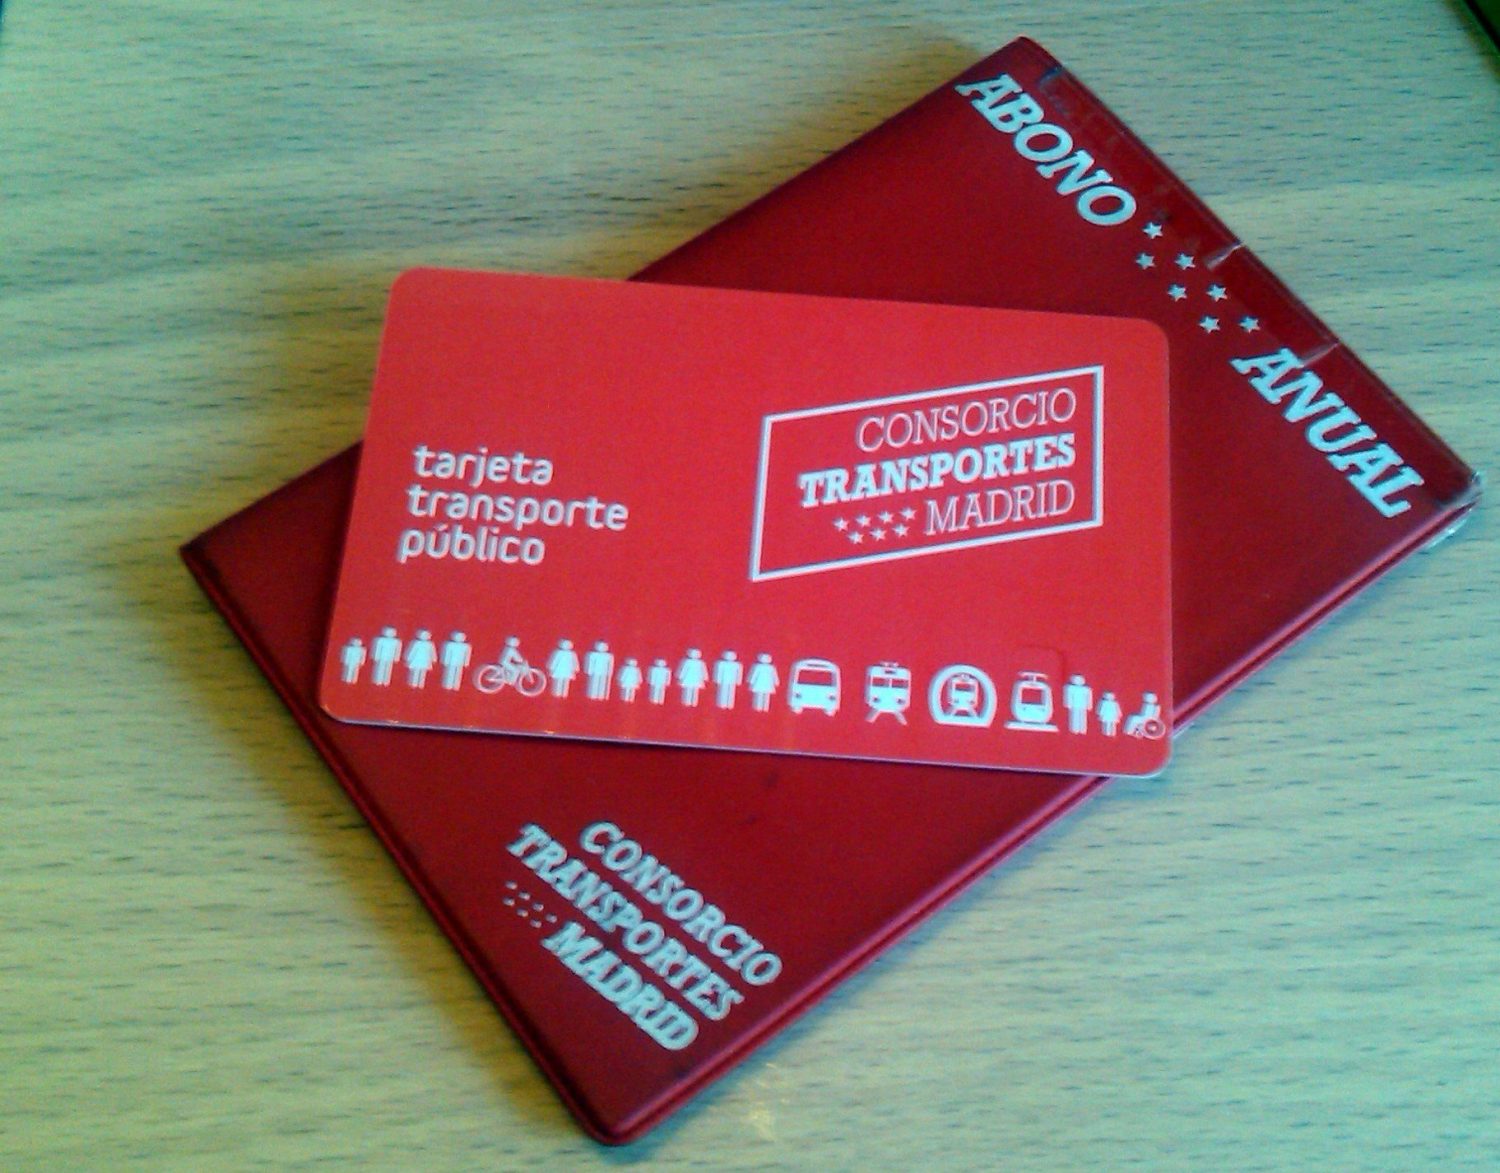 ABONO ANUAL
tarjeta
transporte
público
CONSORCIO
TRANSPORTES
MADRID
CONSORCIO
TRANSPORTES
MADRID